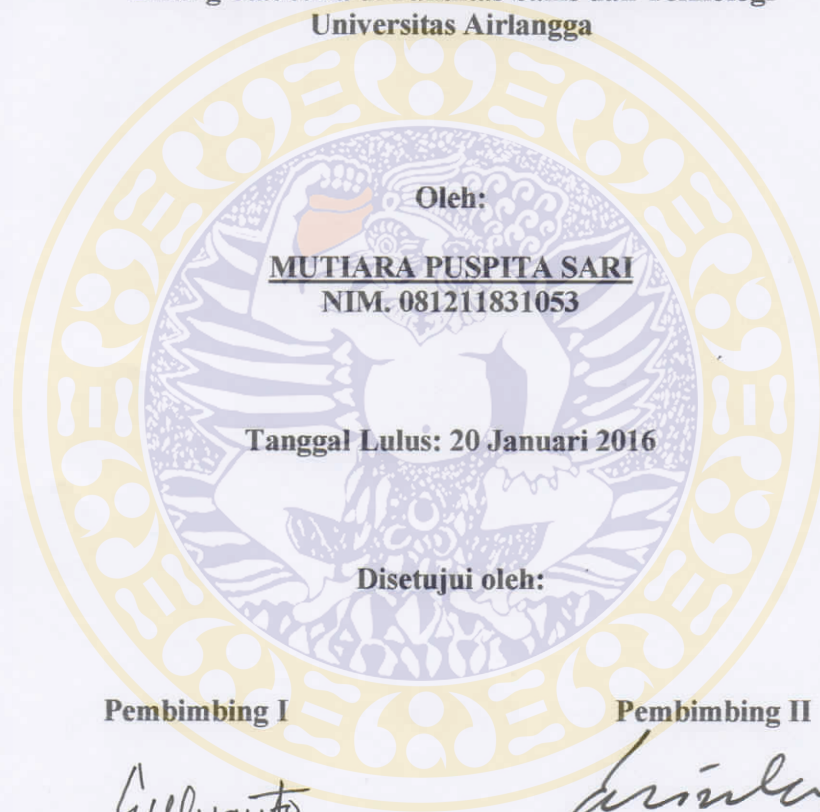 Universitas Airlangga
Oleh:
MUTIARA PUSPITA SARI
NIM. 081211831053
Tanggal Lulus: 20 Januari 2016
Disetujui oleh:
Pembimbing I Pembimbing II